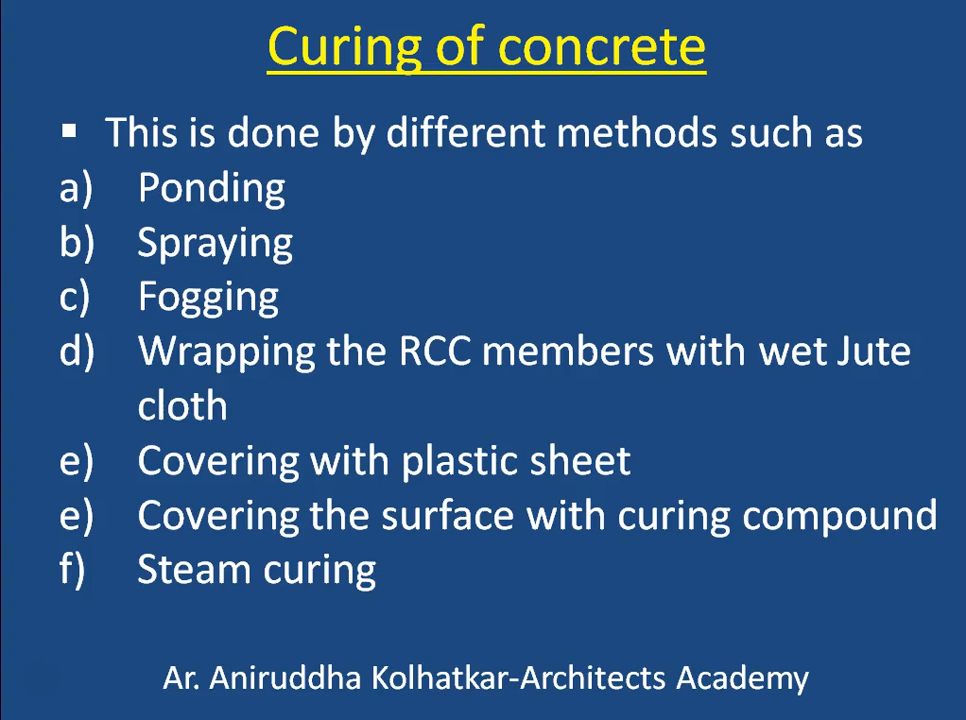 Curing of concrete
▪ This is done by different methods such as
a) Ponding
b) Spraying
c) Fogging
d) Wrapping the RCC members with wet Jute
cloth
e) Covering with plastic sheet
e) Covering the surface with curing compound
f) Steam curing
Ar. Aniruddha Kolhatkar-Architects Academy